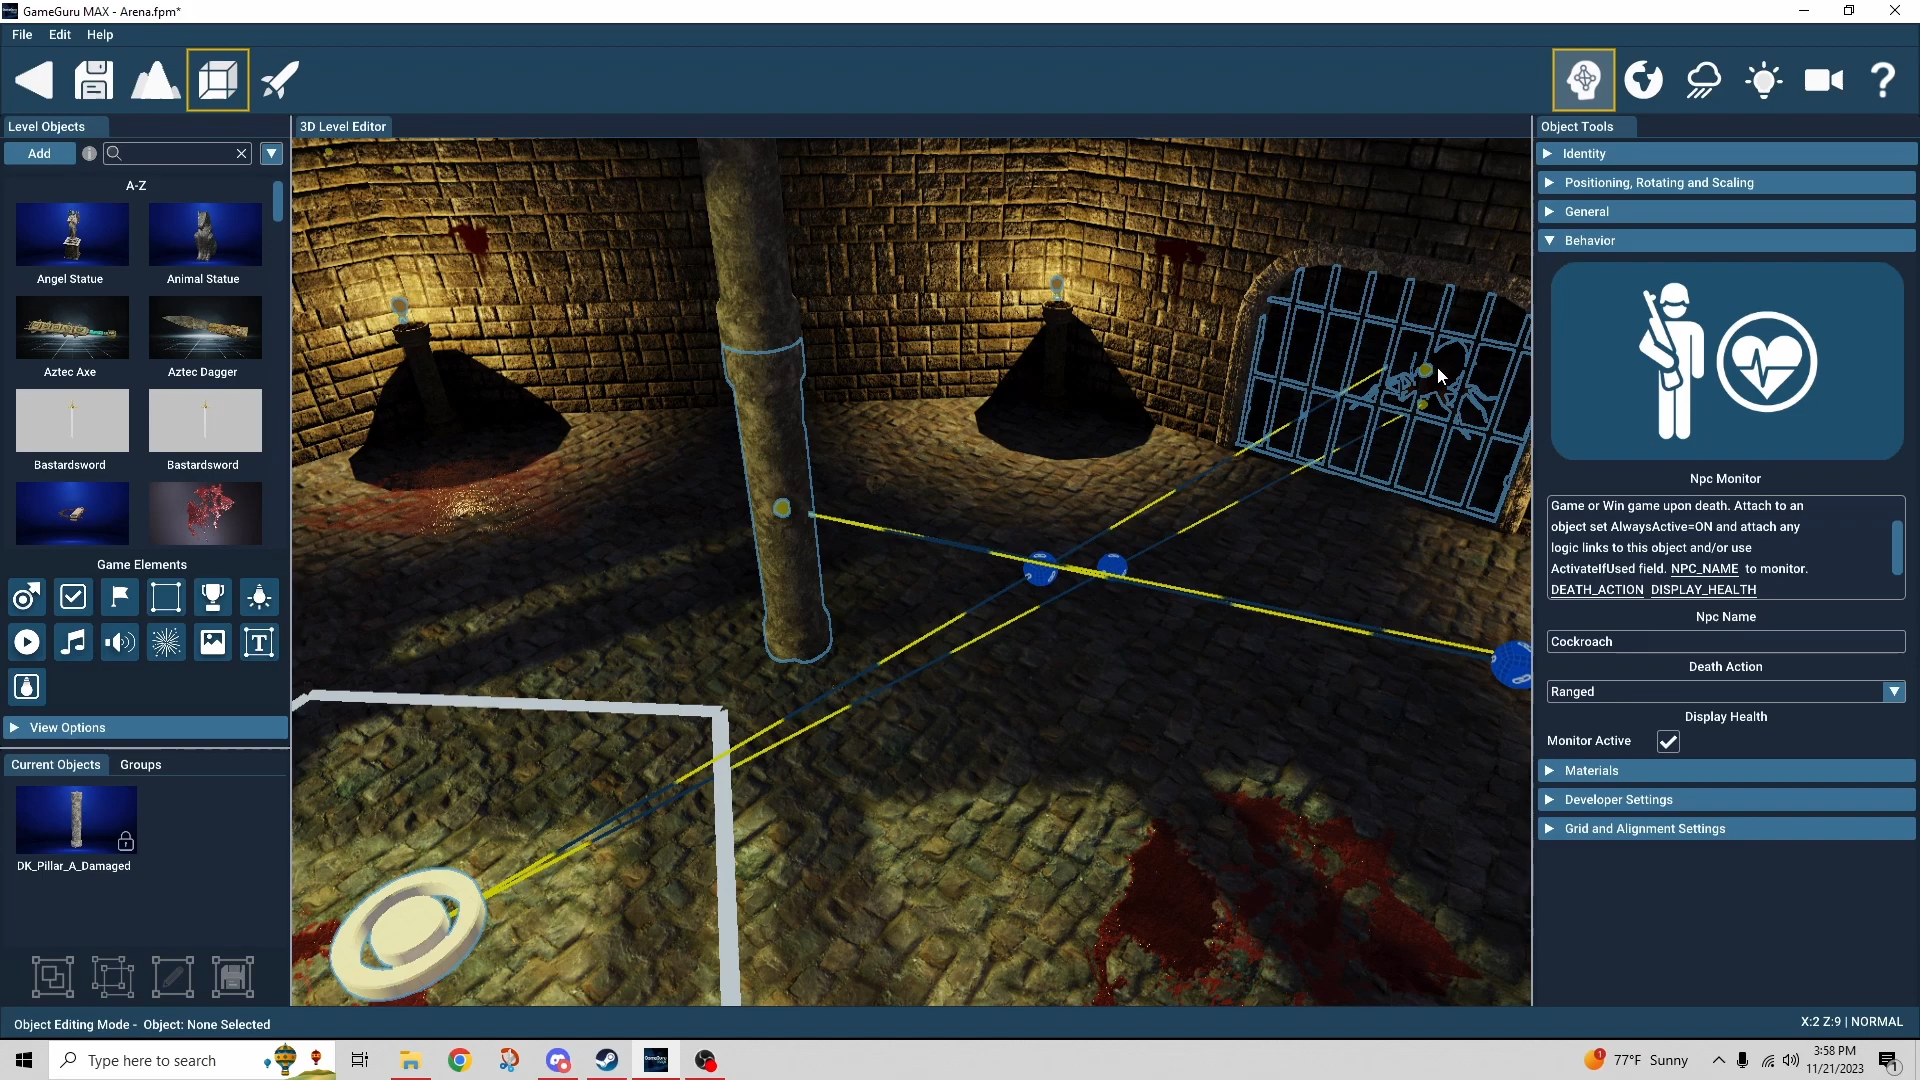 GameGuru MAX - Arena.fpm*
File Edit Help
Level Objects
3D Level Editor
Object Tools
Add
A-Z
Angel Statue
Animal Statue
Aztec Axe
Aztec Dagger
Bastardsword
Bastardsword
Game Elements
View Options
Current Objects
Groups
DK_Pillar_A_Damaged
Identity
Positioning, Rotating and Scaling
General
Behavior
Npc Monitor
Game or Win game upon death. Attach to an
object set AlwaysActive=ON and attach any
logic links to this object and/or use
ActivateIfUsed field. NPC_NAME to monitor.
DEATH_ACTION DISPLAY_HEALTH
Npc Name
Cockroach
Death Action
Ranged
Display Health
Monitor Active
Materials
Developer Settings
Grid and Alignment Settings
Object Editing Mode - Object: None Selected
X:2 Z:9 | NORMAL
Type here to search
1
77°F Sunny
3:58 PM
11/21/2023
1